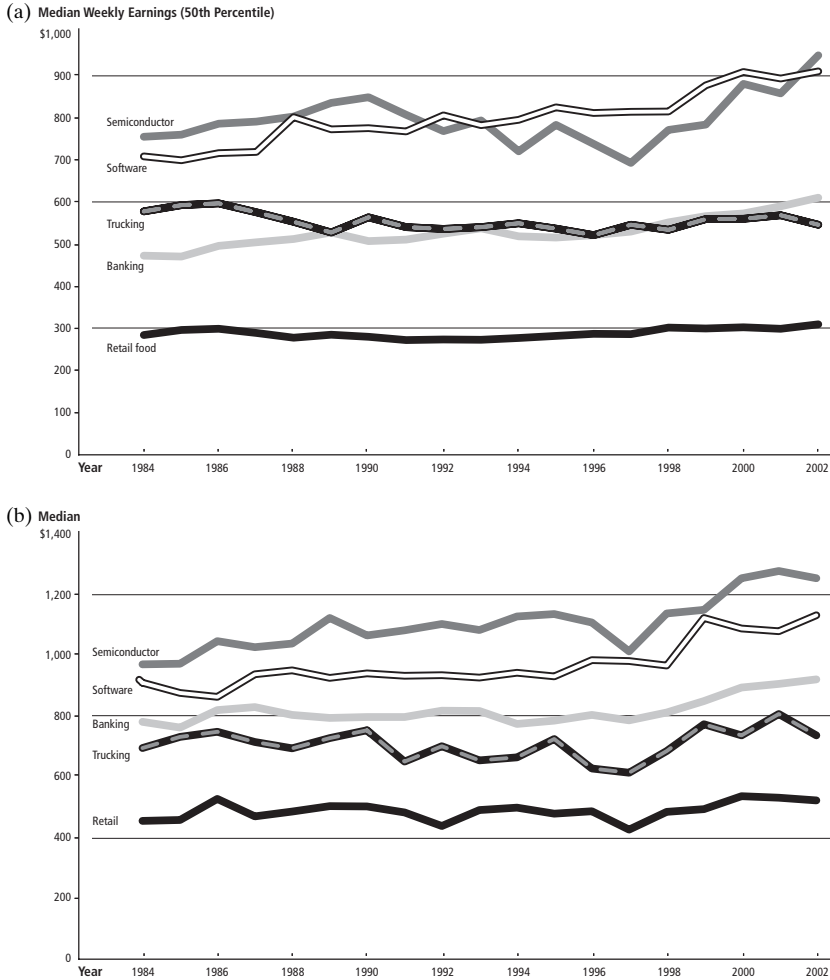 (a) Median Weekly Earnings (50th Percentile)
$1,000
900
800
Semiconductor
700
Software
600
Trucking
500
Banking
400
300
Retail food
200
100
0
Year 1984 1986 1988 1990 1992 1994 1996 1998 2000 2002
(b) Median
$1,400
1,200
1,000
Semiconductor
Software
800
Banking
Trucking
600
Retail
400
200
0
Year 1984 1986 1988 1990 1992 1994 1996 1998 2000 2002